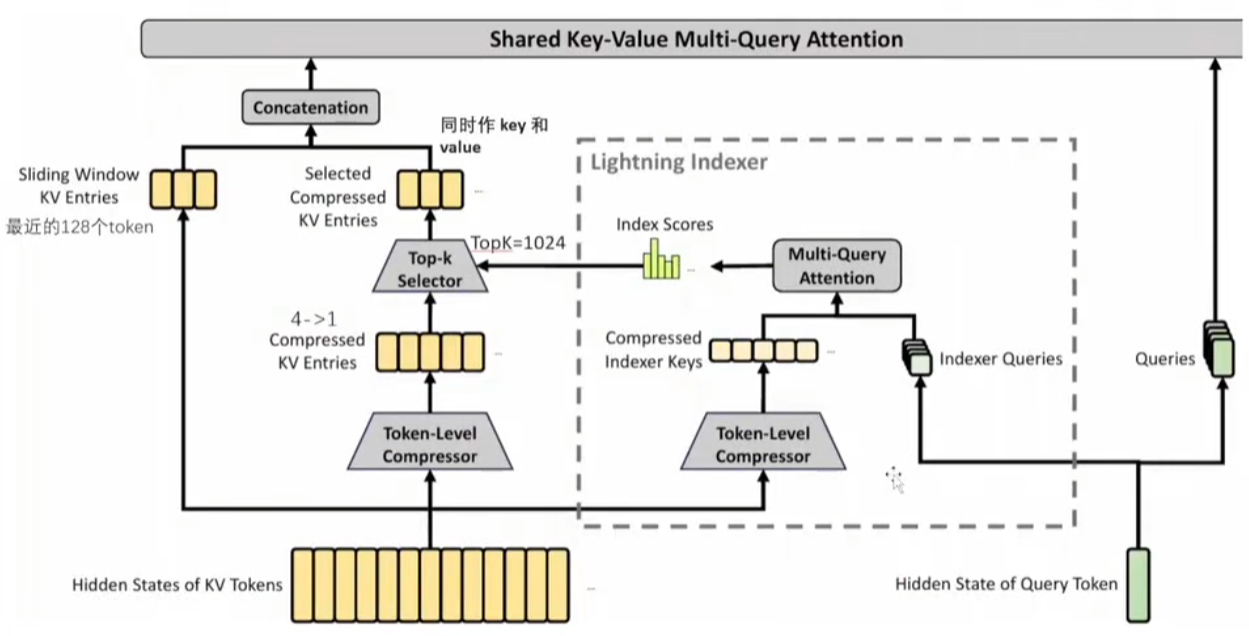 Shared Key-Value Multi-Query Attention
Concatenation
同时作 key 和
value
Sliding Window
KV Entries
最近的128个token
Selected
Compressed
KV Entries
...
Lightning Indexer
Top-k
Selector
TopK=1024
Index Scores
...
Multi-Query
Attention
4->1
Compressed
KV Entries
...
Compressed
Indexer Keys
...
Indexer Queries
Queries
Token-Level
Compressor
Token-Level
Compressor
Hidden States of KV Tokens
...
Hidden State of Query Token